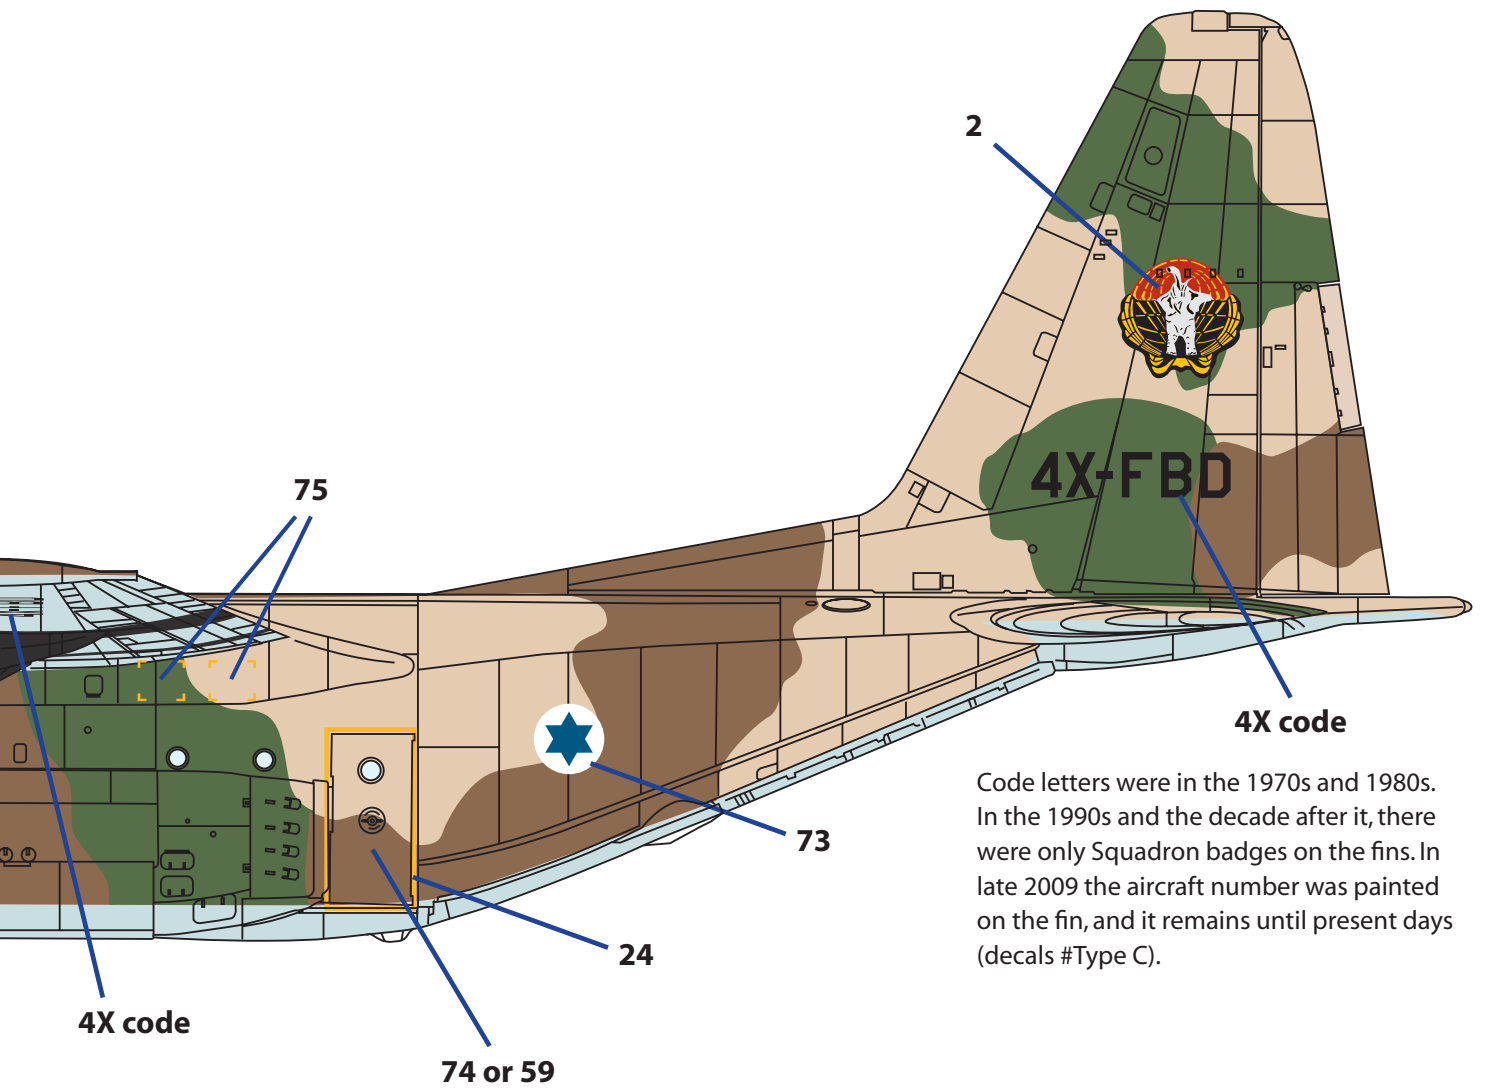 2
4X-FBD
75
4X code
73
24
4X code
74 or 59
Code letters were in the 1970s and 1980s.
In the 1990s and the decade after it, there
were only Squadron badges on the fins. In
late 2009 the aircraft number was painted
on the fin, and it remains until present days
(decals #Type C).